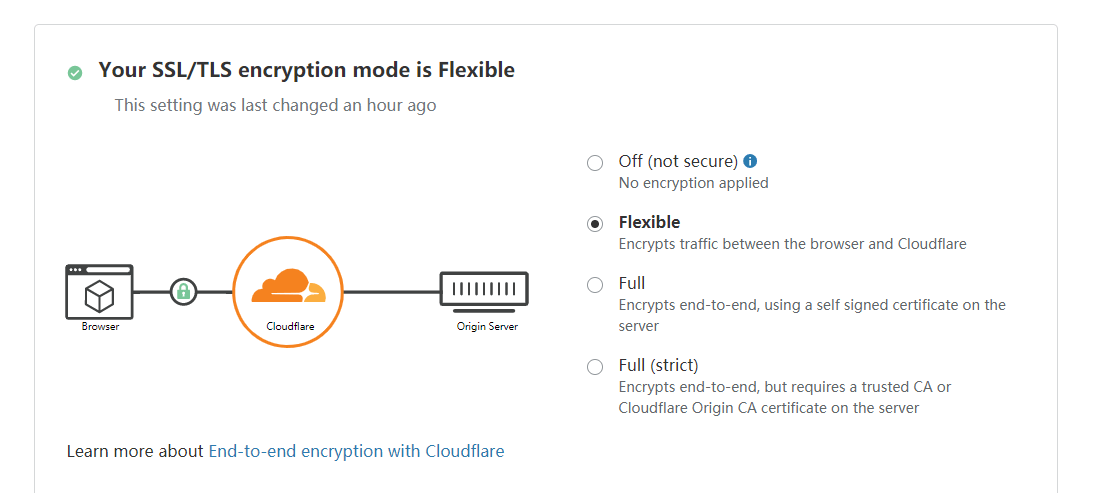 Your SSL/TLS encryption mode is Flexible
This setting was last changed an hour ago
Off (not secure)
No encryption applied
Flexible
Encrypts traffic between the browser and Cloudflare
Full
Encrypts end-to-end, using a self signed certificate on the
server
Full (strict)
Encrypts end-to-end, but requires a trusted CA or
Cloudflare Origin CA certificate on the server
Browser
Cloudflare
Origin Server
Learn more about End-to-end encryption with Cloudflare